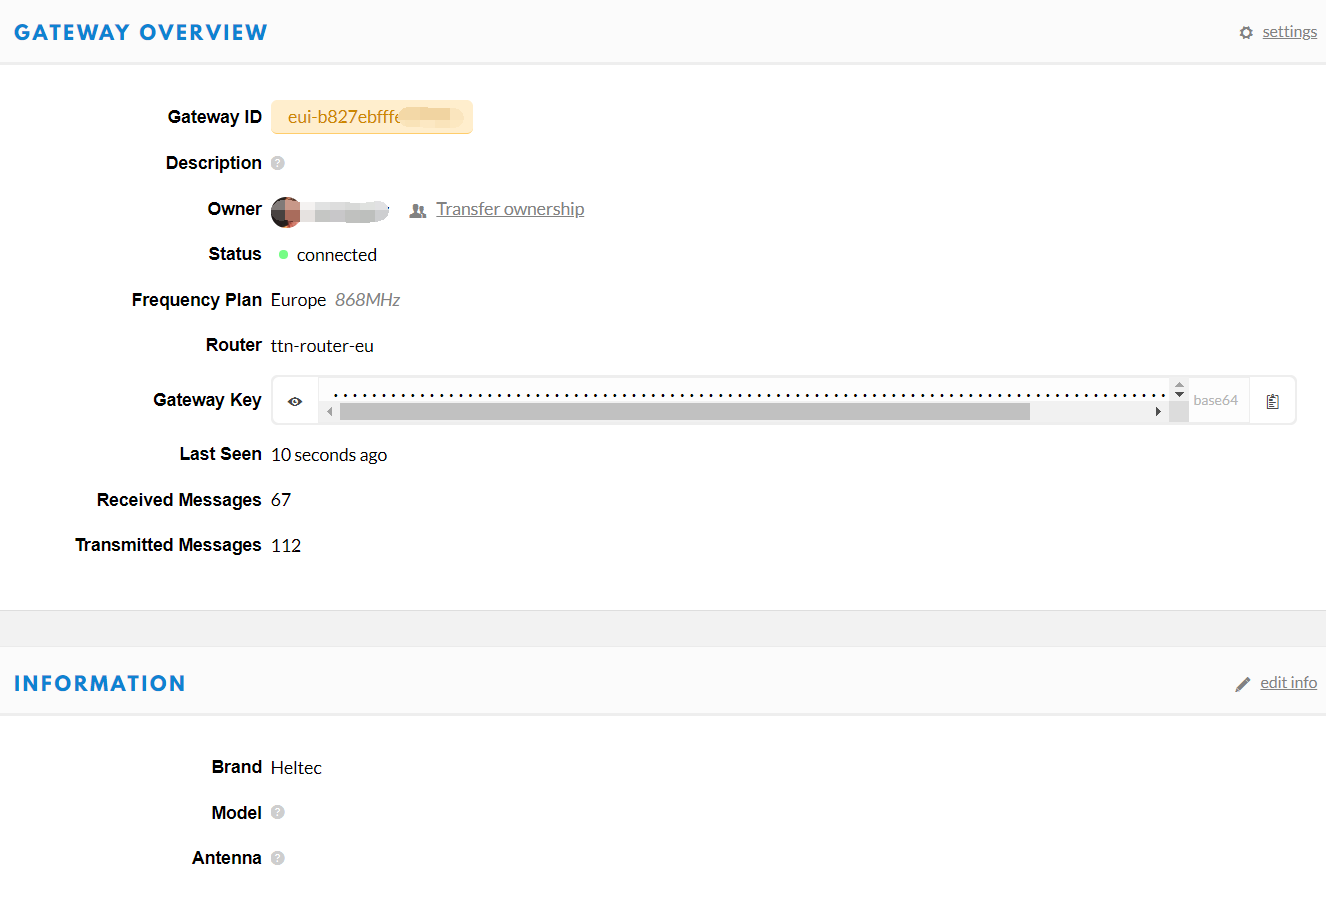 GATEWAY OVERVIEW
settings
Gateway ID eui-b827ebfffe
Description ?
Owner Transfer ownership
Status connected
Frequency Plan Europe 868MHz
Router ttn-router-eu
Gateway Key base64
Last Seen 10 seconds ago
Received Messages 67
Transmitted Messages 112
INFORMATION
edit info
Brand Heltec
Model ?
Antenna ?